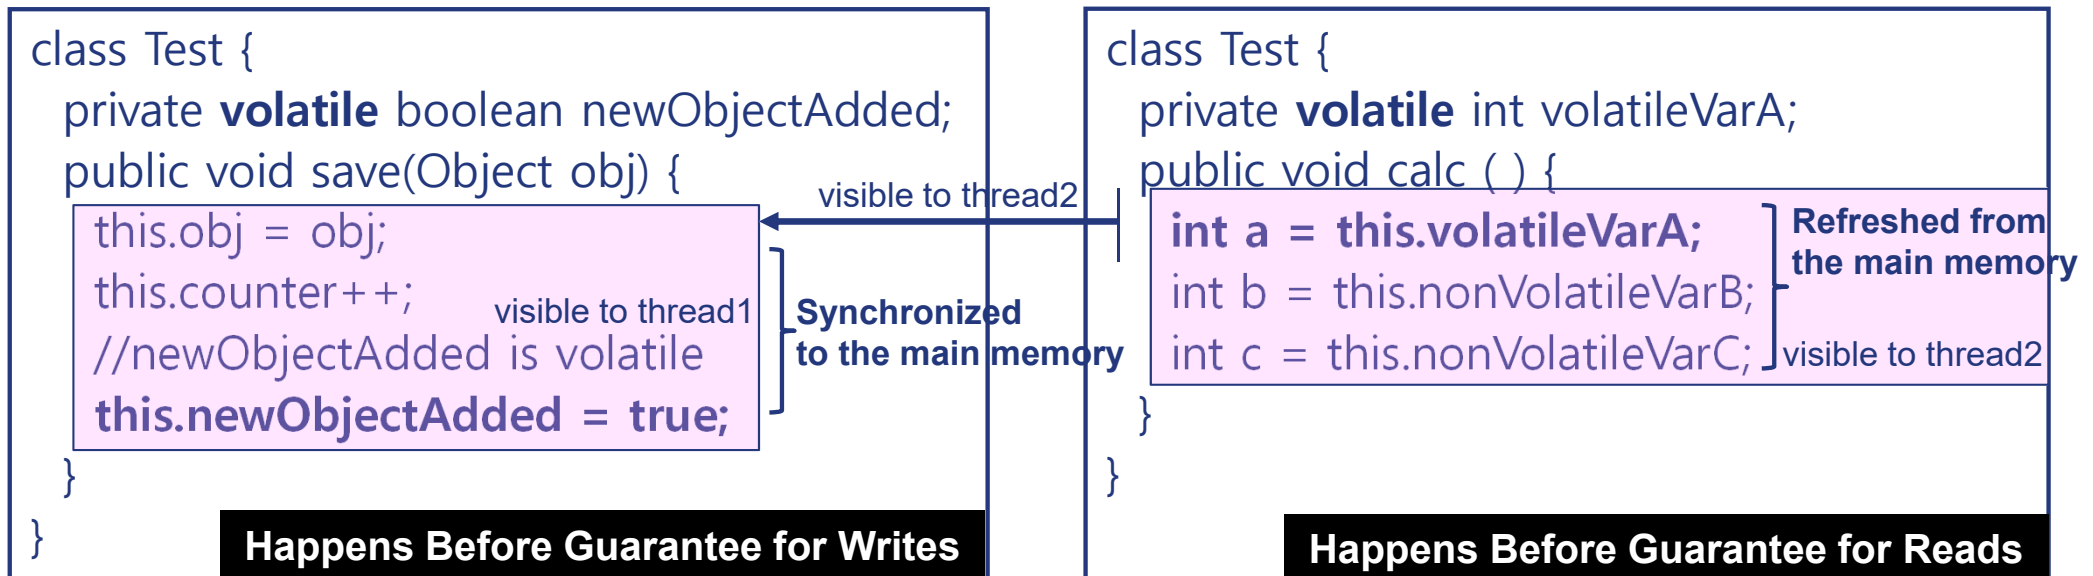 class Test {
private volatile boolean newObjectAdded;
public void save(Object obj) {
this.obj = obj;
this.counter++;
visible to thread1
//newObjectAdded is volatile
this.newObjectAdded = true;
}
}
Synchronized
to the main memory
Happens Before Guarantee for Writes
visible to thread2
class Test {
private volatile int volatileVarA;
public void calc ( ) {
int a = this.volatileVarA;
int b = this.nonVolatileVarB;
int c = this.nonVolatileVarC;
Refreshed from
the main memory
visible to thread2
}
}
Happens Before Guarantee for Reads